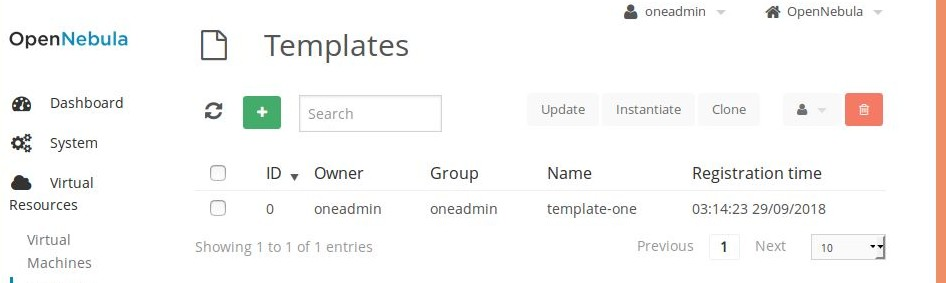 oneadmin OpenNebula
OpenNebula
Templates
Dashboard
System
Virtual
Resources
Virtual
Machines
+ Search Update Instantiate Clone
ID Owner Group Name Registration time
0 oneadmin oneadmin template-one 03:14:23 29/09/2018
Showing 1 to 1 of 1 entries Previous 1 Next 10